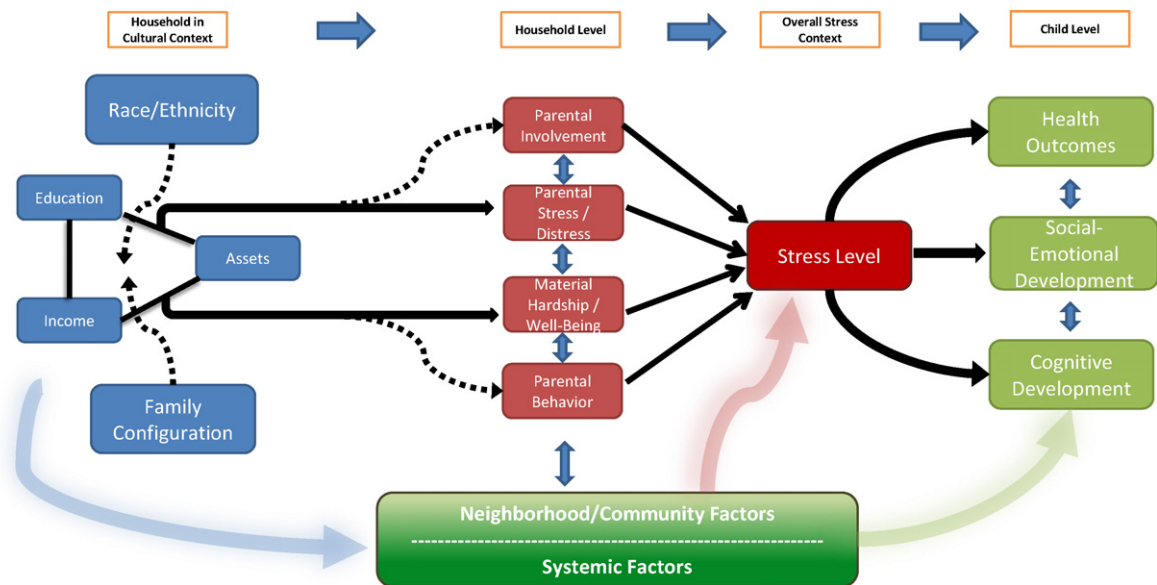 Household in
Cultural Context
Household Level
Overall Stress
Context
Child Level
Race/Ethnicity
Education
Assets
Income
Family
Configuration
Parental
Involvement
Parental
Stress /
Distress
Material
Hardship /
Well-Being
Parental
Behavior
Stress Level
Health
Outcomes
Social-
Emotional
Development
Cognitive
Development
Neighborhood/Community Factors
Systemic Factors